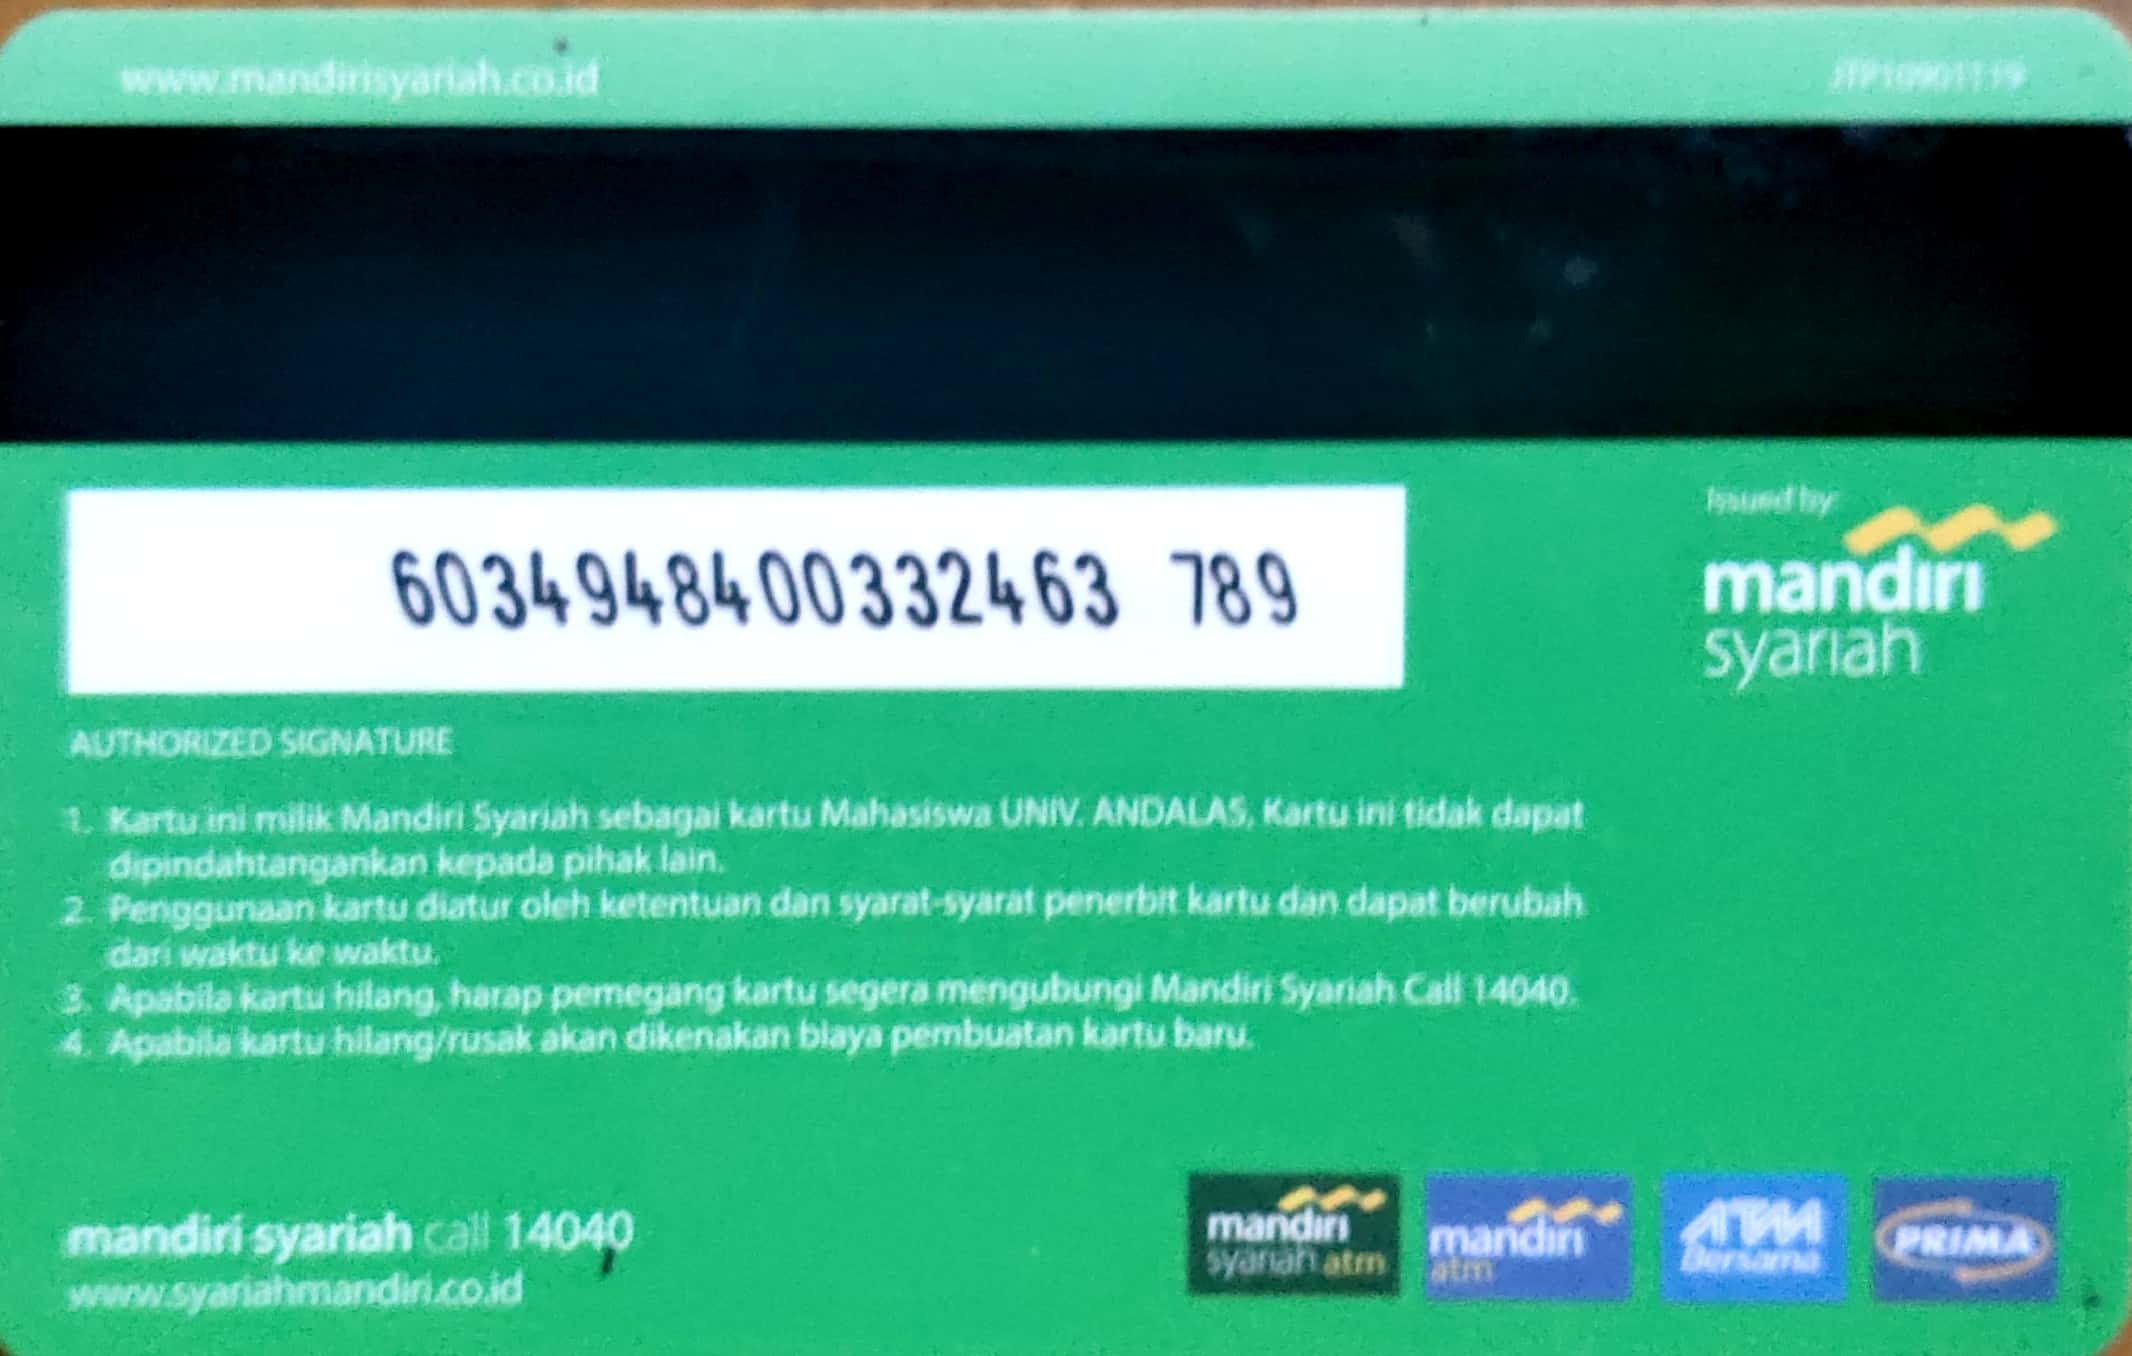 www.mandirisyariah.co.id
6034948400332463 789
Issued by:
mandiri
syariah
AUTHORIZED SIGNATURE
1. Kartu ini milik Mandiri Syariah sebagai kartu Mahasiswa UNIV. ANDALAS, Kartu ini tidak dapat
dipindahtangankan kepada pihak lain.
2. Penggunaan kartu diatur oleh ketentuan dan syarat-syarat penerbit kartu dan dapat berubah
dari waktu ke waktu.
3. Apabila kartu hilang, harap pemegang kartu segera mengubungi Mandiri Syariah Call 14040.
4. Apabila kartu hilang/rusak akan dikenakan biaya pembuatan kartu baru.
mandiri syariah call 14040
www.syariahmandiri.co.id
mandiri
syariah atm
mandiri
atm
ATM
Bersama
PRIMA